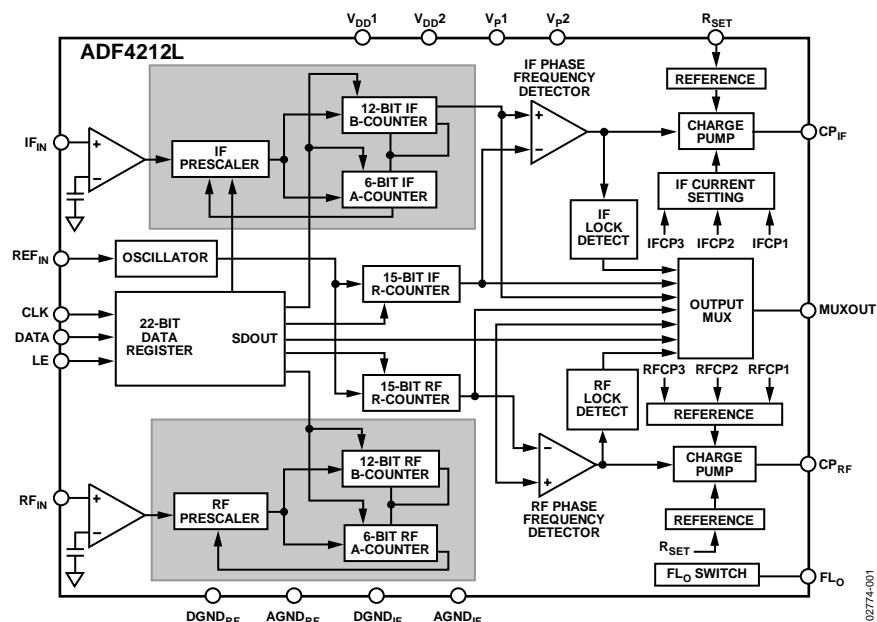 ADF4212L
VDD1
VDD2
VP1
VP2
RSET
IF PHASE
FREQUENCY
DETECTOR
REFERENCE
12-BIT IF
B-COUNTER
CHARGE
PUMP
CPIF
IFIN
IF
PRESCALER
6-BIT IF
A-COUNTER
IF CURRENT
SETTING
IF
LOCK
DETECT
IFCP3
IFCP2
IFCP1
REFIN
OSCILLATOR
15-BIT IF
R-COUNTER
CLK
DATA
LE
22-BIT
DATA
REGISTER
SDOUT
OUTPUT
MUX
MUXOUT
15-BIT RF
R-COUNTER
RF
LOCK
DETECT
RFCP3
RFCP2
RFCP1
REFERENCE
12-BIT RF
B-COUNTER
CHARGE
PUMP
CPRF
RFIN
RF
PRESCALER
6-BIT RF
A-COUNTER
RF PHASE
FREQUENCY
DETECTOR
REFERENCE
RSET
FLO SWITCH
FLO
DGNDRF
AGNDRF
DGNDIF
AGNDIF
02774-001